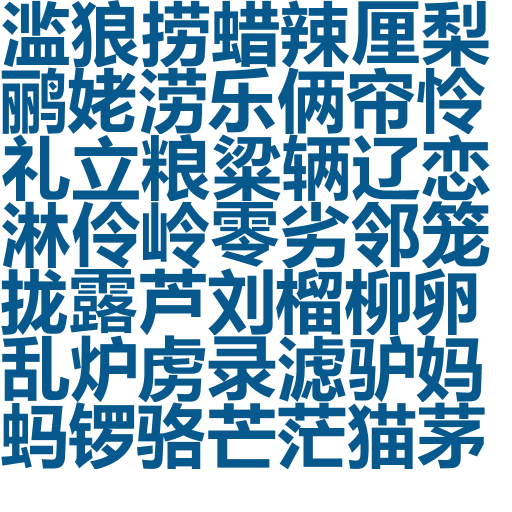 滥狼捞蜡辣厘梨
鹂姥涝乐俩帘怜
礼立粮粱辆辽恋
淋伶岭零劣邻笼
拢露芦刘榴柳卵
乱炉虏录滤驴妈
蚂锣骆芒茫猫茅